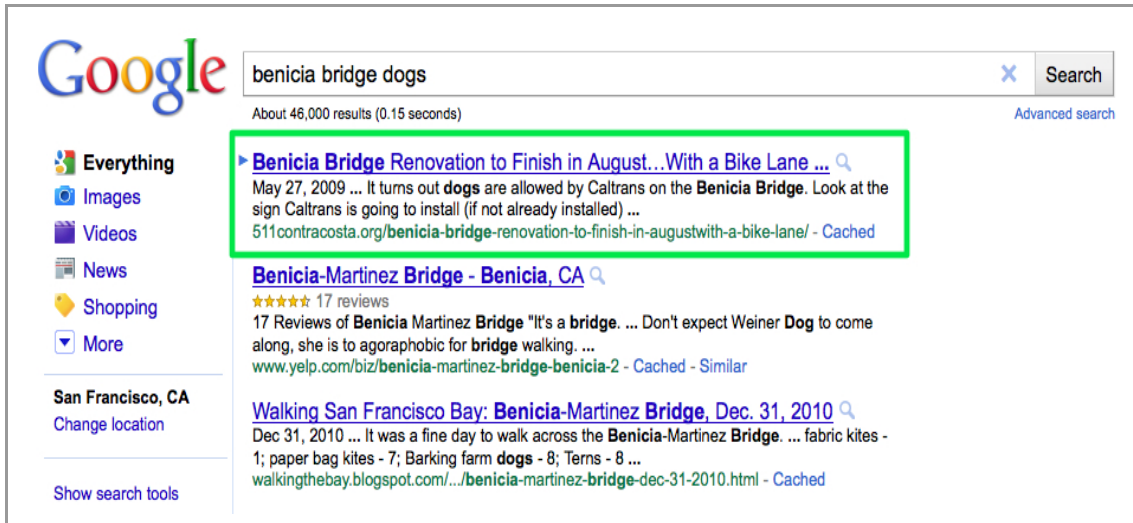 Google
benicia bridge dogs
Search
About 46,000 results (0.15 seconds)
Advanced search
Everything
Images
Videos
News
Shopping
More
San Francisco, CA
Change location
Show search tools
Benicia Bridge Renovation to Finish in August…With a Bike Lane ...
May 27, 2009 ... It turns out dogs are allowed by Caltrans on the Benicia Bridge. Look at the
sign Caltrans is going to install (if not already installed) ...
511contracosta.org/benicia-bridge-renovation-to-finish-in-augustwith-a-bike-lane/ - Cached
Benicia-Martinez Bridge - Benicia, CA
17 reviews
17 Reviews of Benicia Martinez Bridge "It's a bridge. ... Don't expect Weiner Dog to come
along, she is to agoraphobic for bridge walking. ...
www.yelp.com/biz/benicia-martinez-bridge-benicia-2 - Cached - Similar
Walking San Francisco Bay: Benicia-Martinez Bridge, Dec. 31, 2010
Dec 31, 2010 ... It was a fine day to walk across the Benicia-Martinez Bridge. ... fabric kites -
1; paper bag kites - 7; Barking farm dogs - 8; Terns - 8 ...
walkingthebay.blogspot.com/.../benicia-martinez-bridge-dec-31-2010.html - Cached